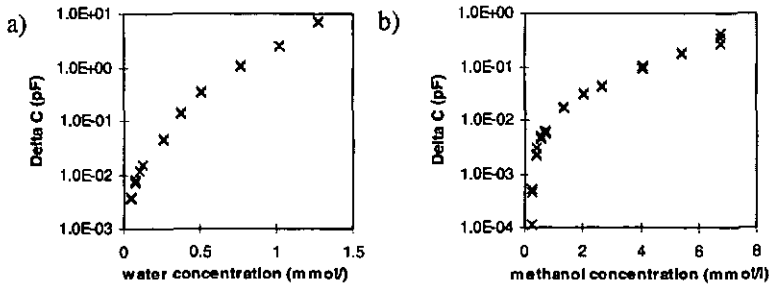 a)
Delta C (pF)
1.0E+01
1.0E+00
1.0E-01
1.0E-02
1.0E-03
0 0.5 1 1.5
water concentration (mmol/)
b)
Delta C (pF)
1.0E+00
1.0E-01
1.0E-02
1.0E-03
1.0E-04
0 2 4 6 8
methanol concentration (mmol/l)